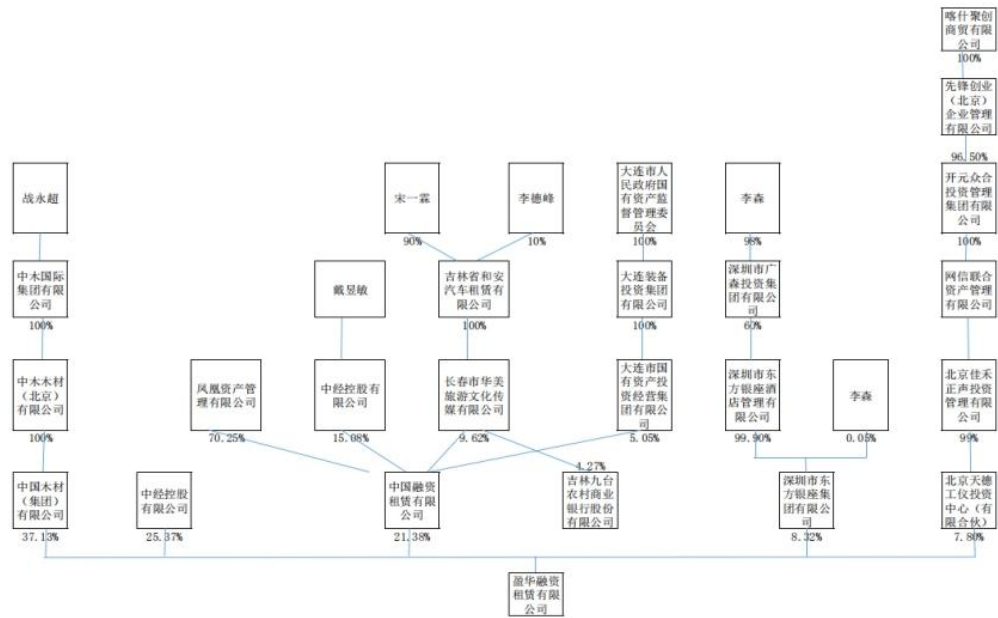 喀什聚创
商贸有限
公司
100%
先锋创业
（北京）
企业管理
有限公司
96.50%
战永超
宋一霖
李德峰
大连市人
民政府国
有资产监
督管理委
员会
李森
开元众合
投资管理
集团有限
公司
90%
10%
100%
98%
100%
中木国际
集团有限
公司
戴昱敏
吉林省和安
汽车租赁有
限公司
大连装备
投资集团
有限公司
深圳市广
森投资集
团有限公
司
网信联合
资产管理
有限公司
100%
100%
100%
60%
中木木材
（北京）
有限公司
凤凰资产管
理有限公司
中经控股有
限公司
长春市华美
旅游文化传
媒有限公司
大连市国
有资产投
资经营集
团有限公
司
深圳市东
方银座酒
店管理有
限公司
李森
北京佳禾
正声投资
管理有限
公司
100%
70.25%
15.08%
9.62%
5.05%
99.90%
0.05%
99%
4.27%
中国木材
（集团）
有限公司
中经控股
有限公司
中国融资
租赁有限
公司
吉林九台
农村商业
银行股份
有限公司
深圳市东
方银座集
团有限公
司
北京天德
工仪投资
中心（有
限合伙）
37.13%
25.37%
21.38%
8.32%
7.80%
盈华融资
租赁有限
公司